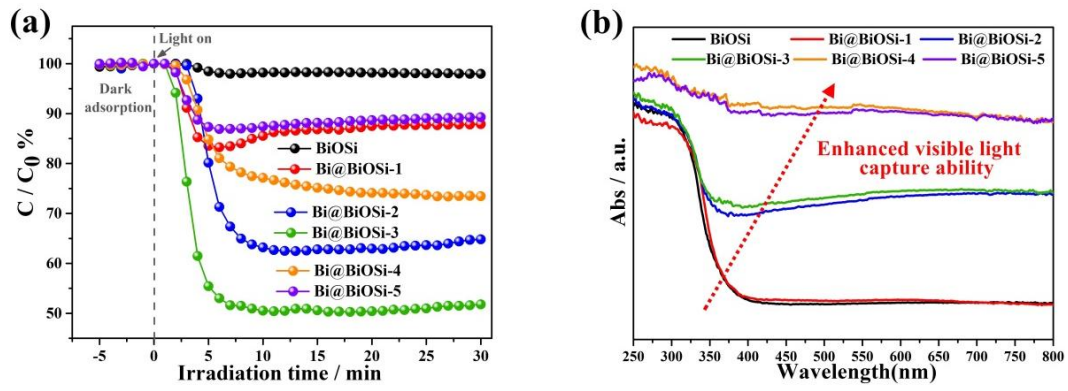 (a)
Light on
Dark
adsorption
BiOSi
Bi@BiOSi-1
Bi@BiOSi-2
Bi@BiOSi-3
Bi@BiOSi-4
Bi@BiOSi-5
C / C0 %
100
90
80
70
60
50
-5 0 5 10 15 20 25 30
Irradiation time / min
(b)
BiOSi Bi@BiOSi-1 Bi@BiOSi-2
Bi@BiOSi-3 Bi@BiOSi-4 Bi@BiOSi-5
Enhanced visible light
capture ability
Abs / a.u.
250 300 350 400 450 500 550 600 650 700 750 800
Wavelength(nm)